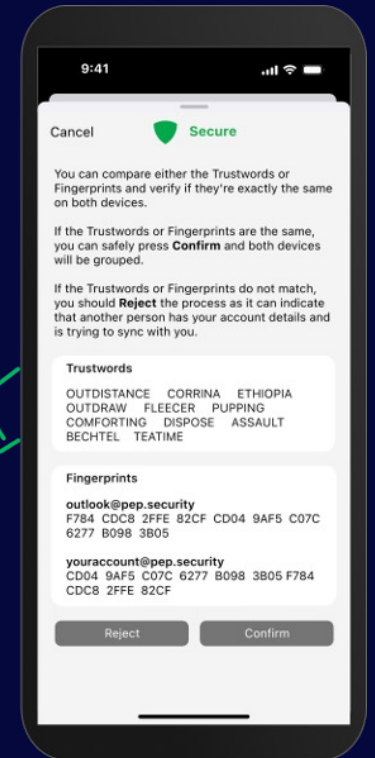 9:41
Cancel
Secure
You can compare either the Trustwords or
Fingerprints and verify if they're exactly the same
on both devices.
If the Trustwords or Fingerprints are the same,
you can safely press Confirm and both devices
will be grouped.
If the Trustwords or Fingerprints do not match,
you should Reject the process as it can indicate
that another person has your account details and
is trying to sync with you.
Trustwords
OUTDISTANCE CORRINA ETHIOPIA
OUTDRAW FLEECER PUPPING
COMFORTING DISPOSE ASSAULT
BECHTEL TEATIME
Fingerprints
outlook@pep.security
F784 CDC8 2FFE 82CF CD04 9AF5 C07C
6277 B098 3B05
youraccount@pep.security
CD04 9AF5 C07C 6277 B098 3B05 F784
CDC8 2FFE 82CF
Reject
Confirm